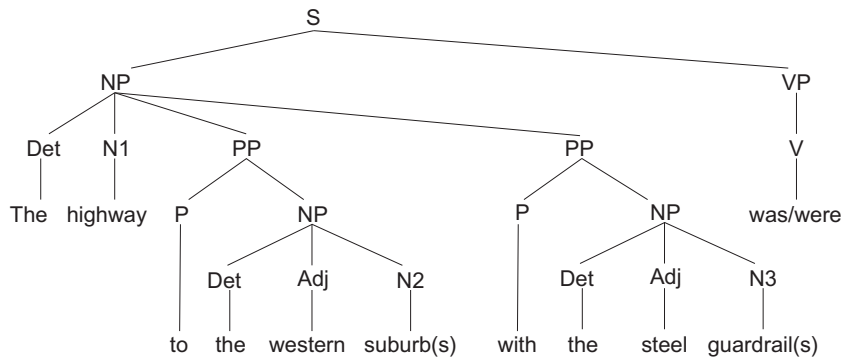 S
NP VP
Det N1 PP PP V
The highway P NP P NP was/were
Det Adj N2 Det Adj N3
to the western suburb(s) with the steel guardrail(s)